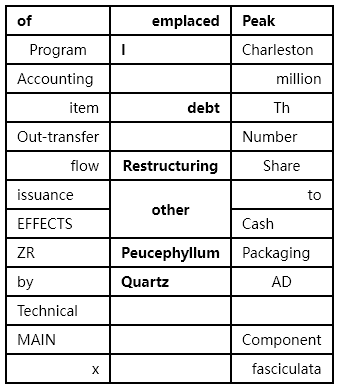 of emplaced Peak
Program I Charleston
Accounting million
item debt Th
Out-transfer Number
flow Restructuring Share
issuance other to
EFFECTS Cash
ZR Peucephyllum Packaging
by Quartz AD
Technical
MAIN Component
x fasciculata